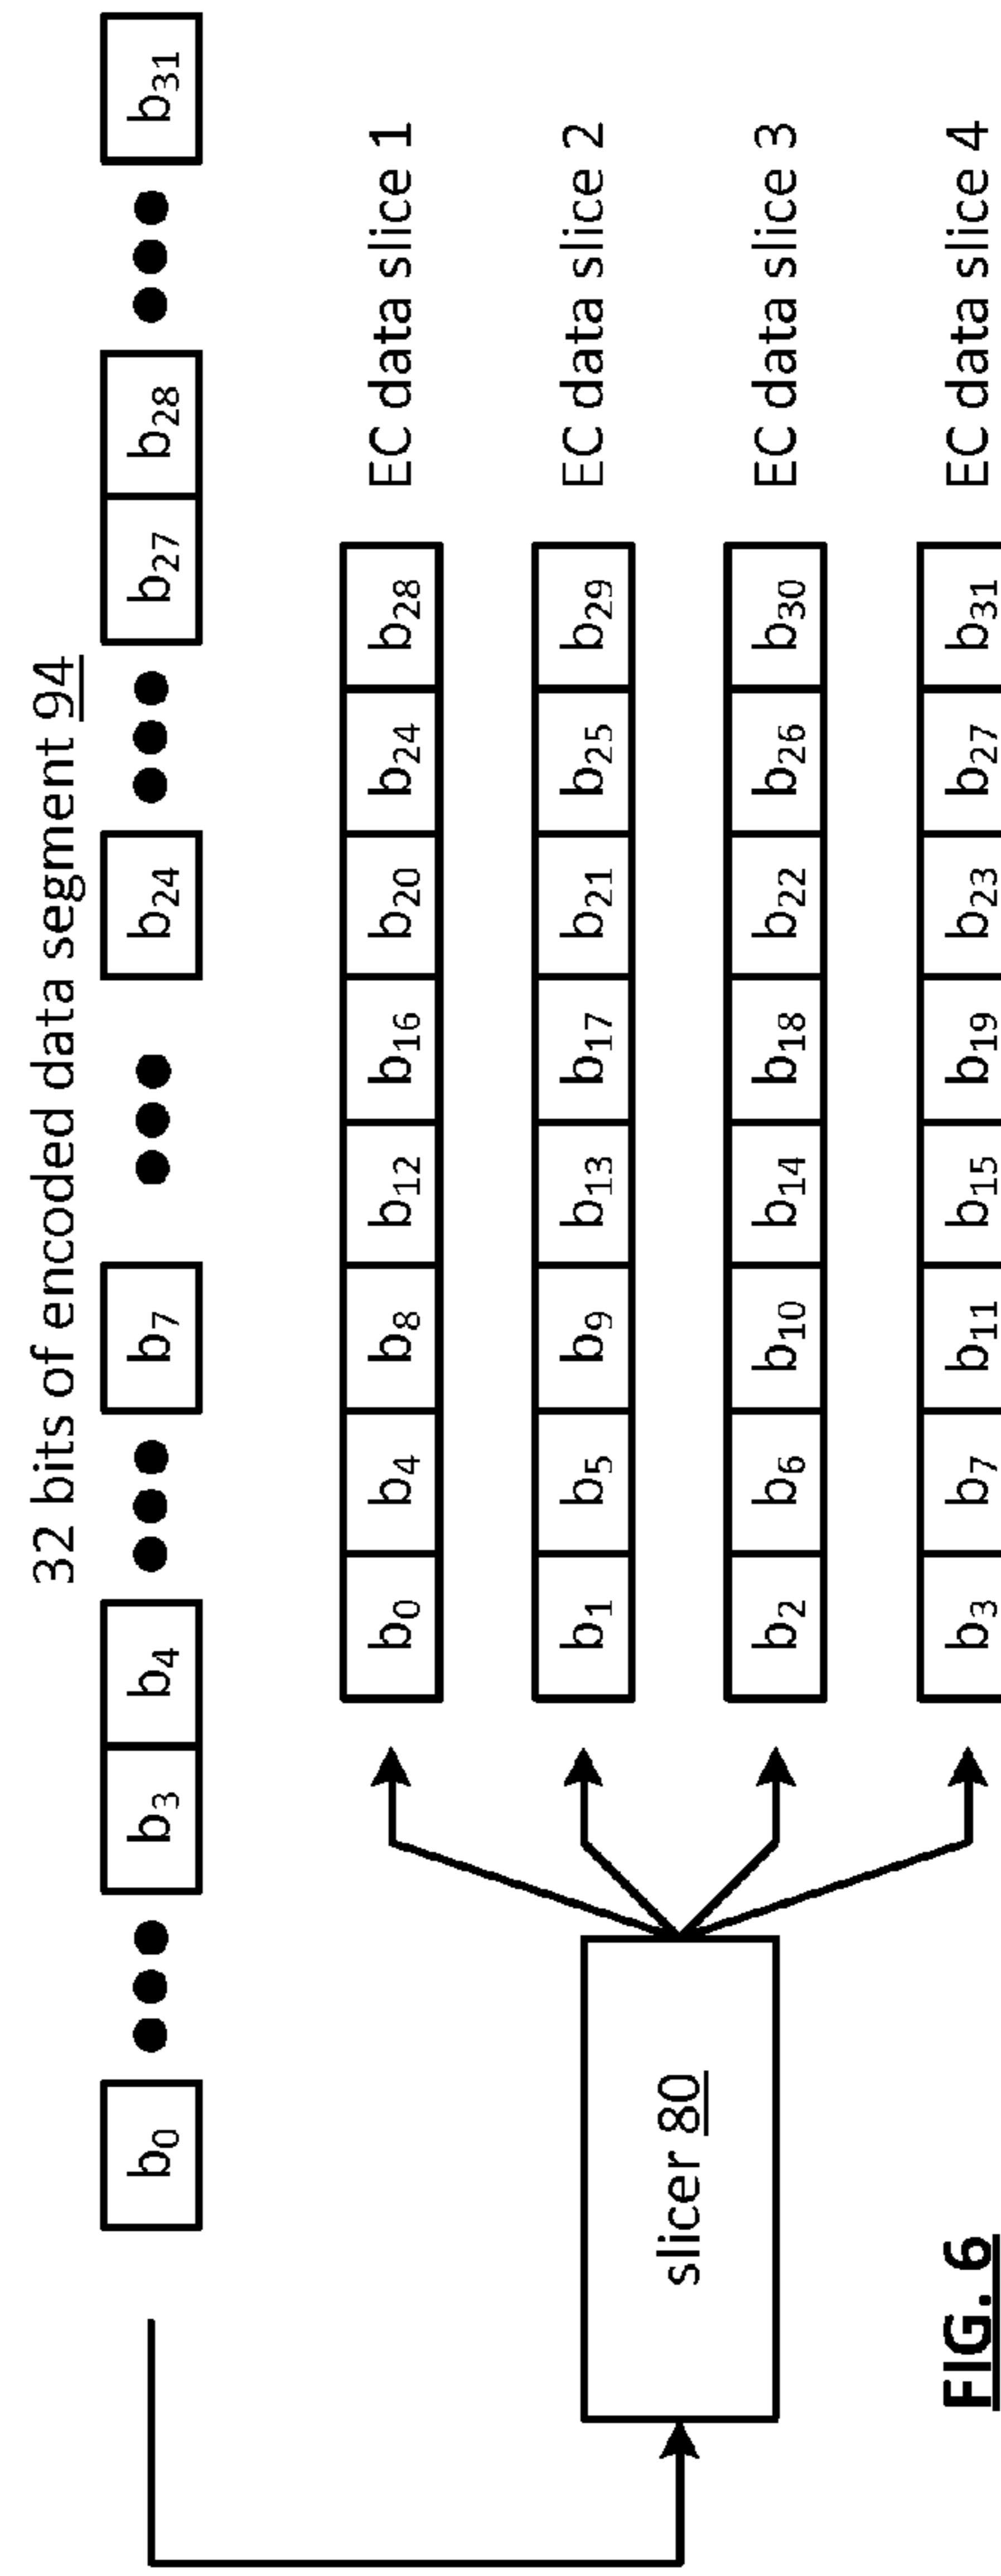 32 bits of encoded data segment 94
b0 ●●● b3 b4 ●●● b7 ●●● b24 ●●● b27 b28 ●●● b31
b0 b4 b8 b12 b16 b20 b24 b28 EC data slice 1
b1 b5 b9 b13 b17 b21 b25 b29 EC data slice 2
slicer 80
b2 b6 b10 b14 b18 b22 b26 b30 EC data slice 3
b3 b7 b11 b15 b19 b23 b27 b31 EC data slice 4
FIG. 6